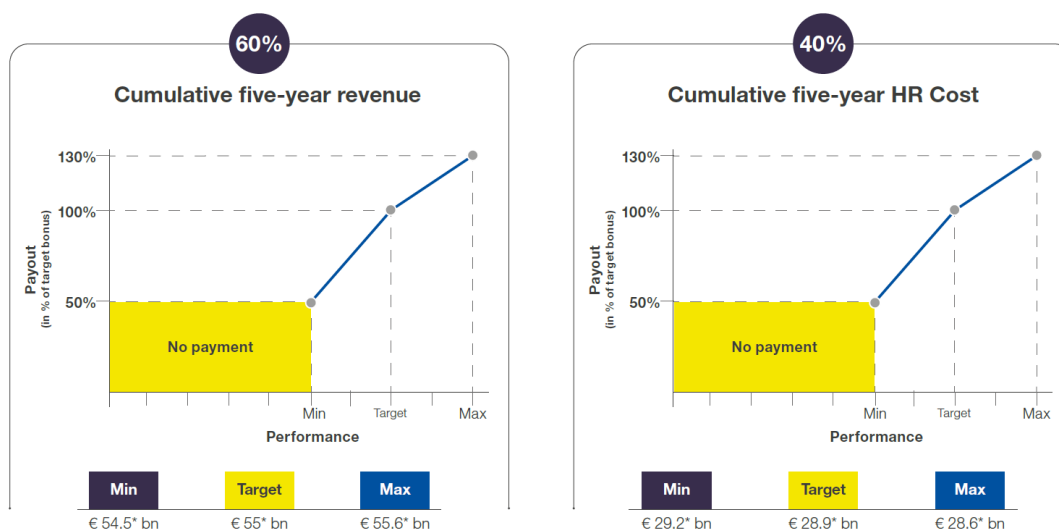 60%
Cumulative five-year revenue
130%
100%
50%
Payout
(in % of target bonus)
No payment
Min
Target
Max
Performance
Min
Target
Max
€ 54.5* bn
€ 55* bn
€ 55.6* bn
40%
Cumulative five-year HR Cost
130%
100%
50%
Payout
(in % of target bonus)
No payment
Min
Target
Max
Performance
Min
Target
Max
€ 29.2* bn
€ 28.9* bn
€ 28.6* bn